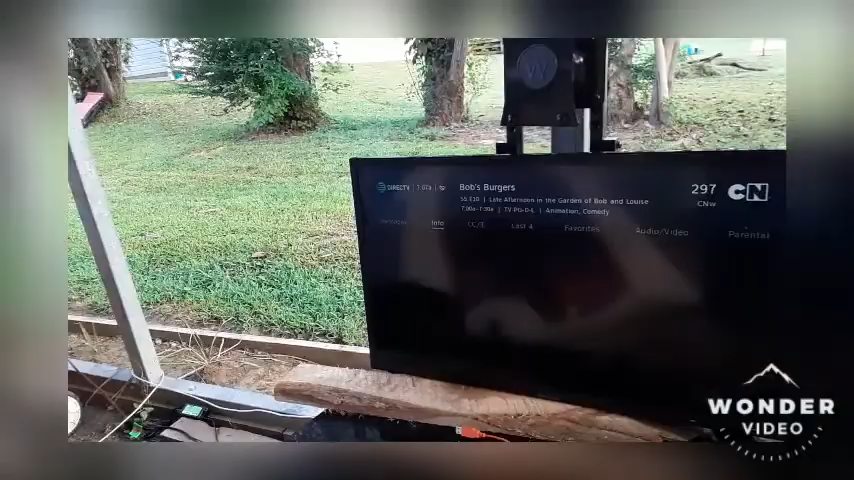 W
DIRECTV
Bob's Burgers
S5 E10 | Late Afternoon in the Garden of Bob and Louise
7:00a-7:30a | TV PG-D-L | Animation, Comedy
297
CNw
CN
Info
CC/E
Last 4
Favorites
Audio/Video
Parental
WONDER
VIDEO